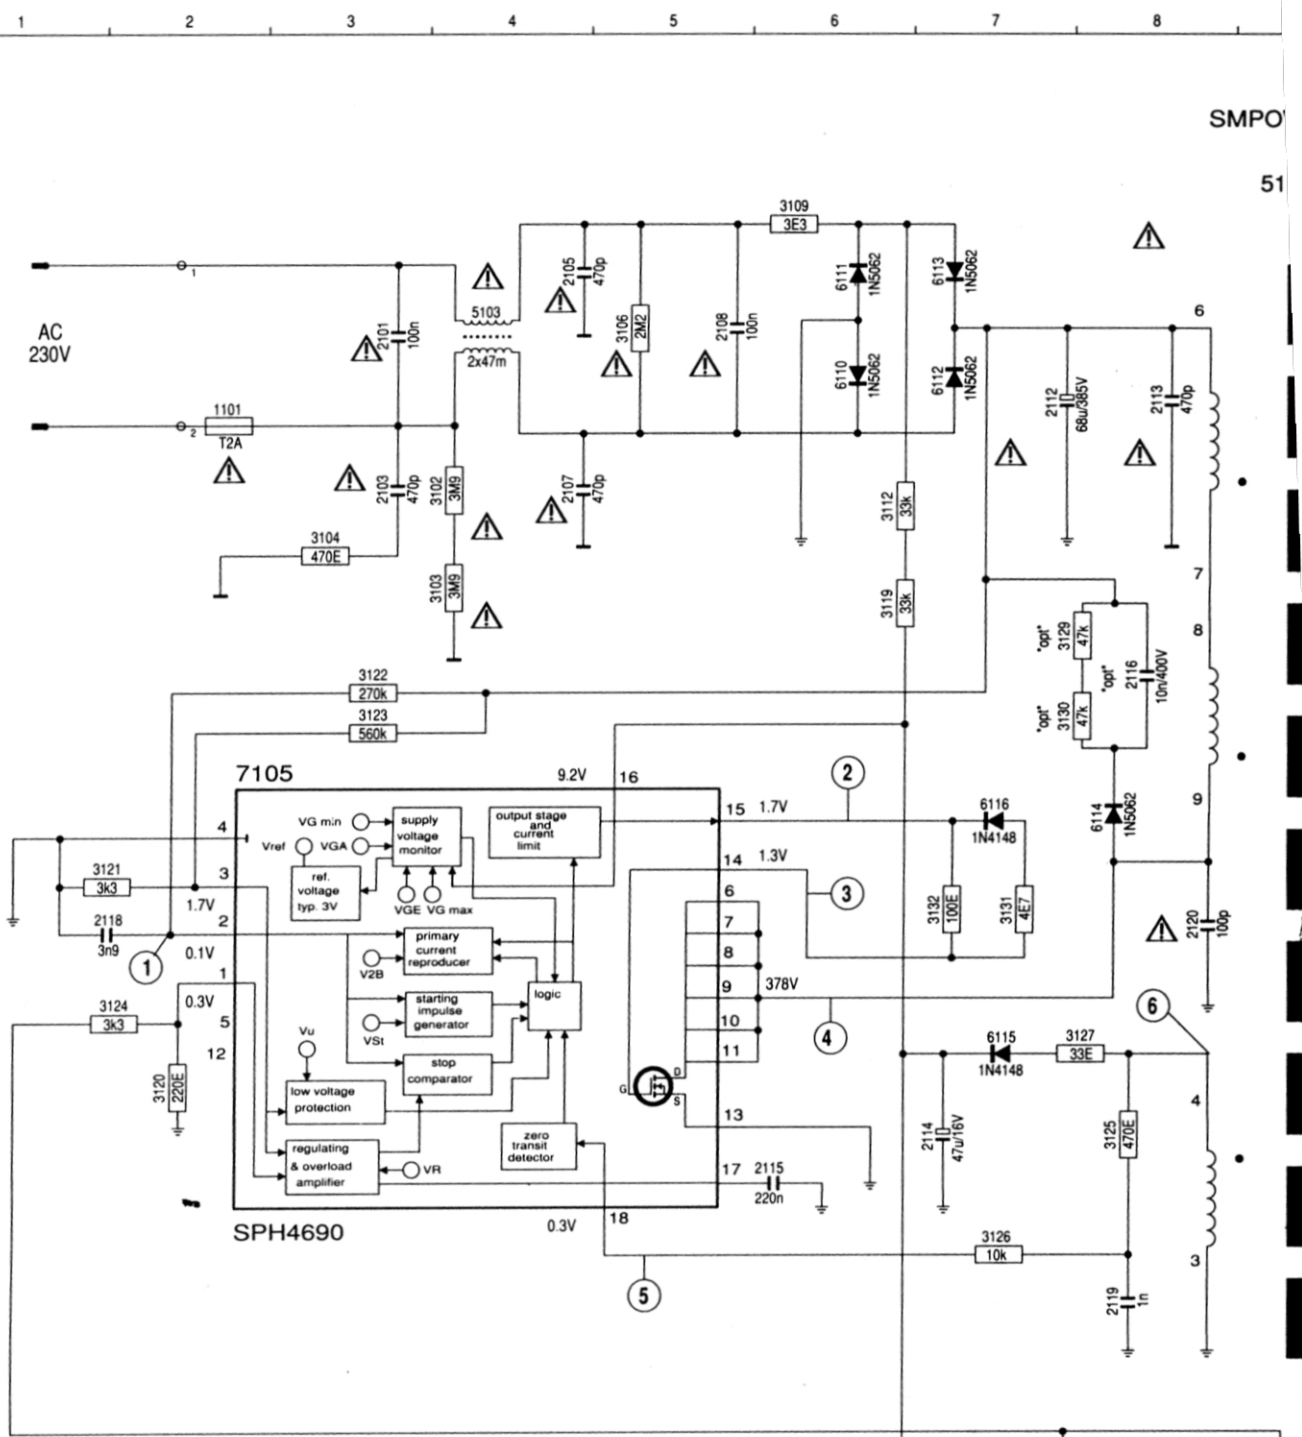 1 2 3 4 5 6 7 8
SMPO
51
3109
3E3
1
AC
230V
2101
100n
5103
2x47m
2105
470p
3106
2M2
2108
100n
6111
1N5062
6113
1N5062
6110
1N5062
6112
1N5062
6
2112
68u/385V
2113
470p
2
1101
T2A
2103
470p
3102
3M9
2107
470p
3104
470E
3103
3M9
3112
33k
3119
33k
7
8
*opt*
3129
47k
*opt*
2116
10n/400V
*opt*
3130
47k
3122
270k
3123
560k
7105
9.2V
16
2
9
6114
1N5062
15 1.7V
6116
1N4148
14 1.3V
3
3132
100E
3131
4E7
4
VG min
Vref
VGA
supply
voltage
monitor
output stage
and
current
limit
ref.
voltage
typ. 3V
VGE VG max
3121
3k3
3
1.7V
2118
3n9
2
0.1V
1
primary
current
reproducer
V2B
6
7
8
9
378V
10
11
4
2120
100p
6
1
0.3V
3124
3k3
5
12
3120
220E
starting
impulse
generator
VSt
logic
Vu
stop
comparator
low voltage
protection
G
D
S
13
regulating
& overload
amplifier
VR
zero
transit
detector
17
2115
220n
6115
1N4148
3127
33E
2114
47u/16V
3125
470E
4
SPH4690
0.3V
18
5
3126
10k
3
2119
1n